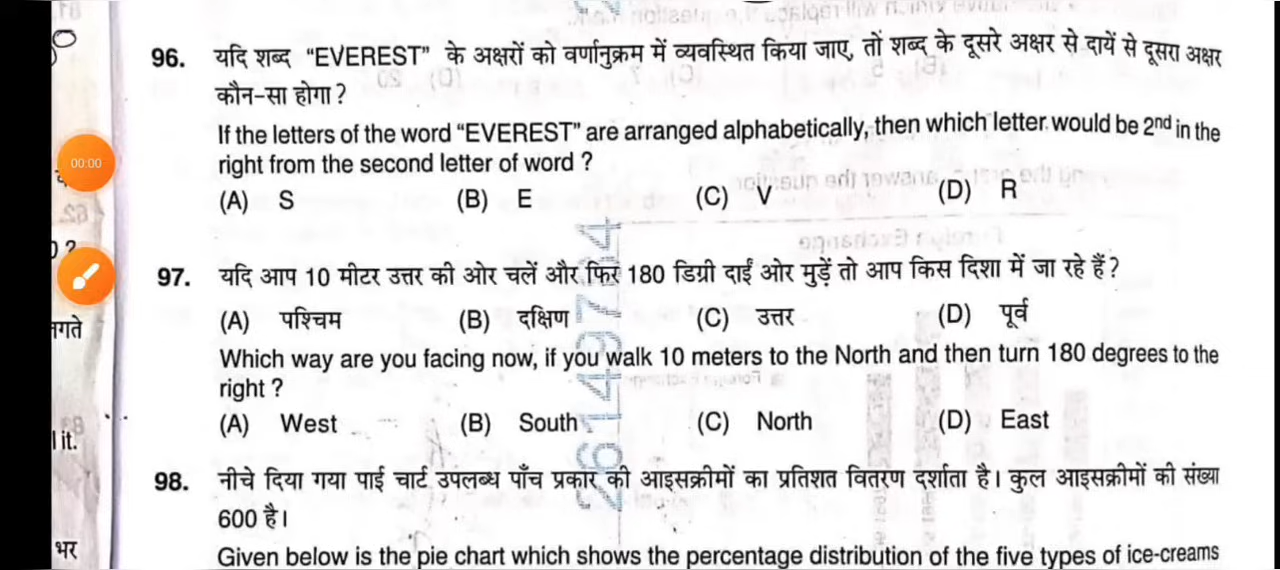 96. यदि शब्द “EVEREST” के अक्षरों को वर्णानुक्रम में व्यवस्थित किया जाए, तों शब्द के दूसरे अक्षर से दायें से दूसरा अक्षर
कौन-सा होगा ?
If the letters of the word “EVEREST” are arranged alphabetically, then which letter would be 2nd in the
right from the second letter of word ?
(A) S (B) E (C) V (D) R
00:00
97. यदि आप 10 मीटर उत्तर की ओर चलें और फिर 180 डिग्री दाईं ओर मुड़ें तो आप किस दिशा में जा रहे हैं ?
(A) पश्चिम (B) दक्षिण (C) उत्तर (D) पूर्व
Which way are you facing now, if you walk 10 meters to the North and then turn 180 degrees to the
right ?
(A) West (B) South (C) North (D) East
98. नीचे दिया गया पाई चार्ट उपलब्ध पाँच प्रकार की आइसक्रीमों का प्रतिशत वितरण दर्शाता है। कुल आइसक्रीमों की संख्या
600 है।
Given below is the pie chart which shows the percentage distribution of the five types of ice-creams
it.
भर